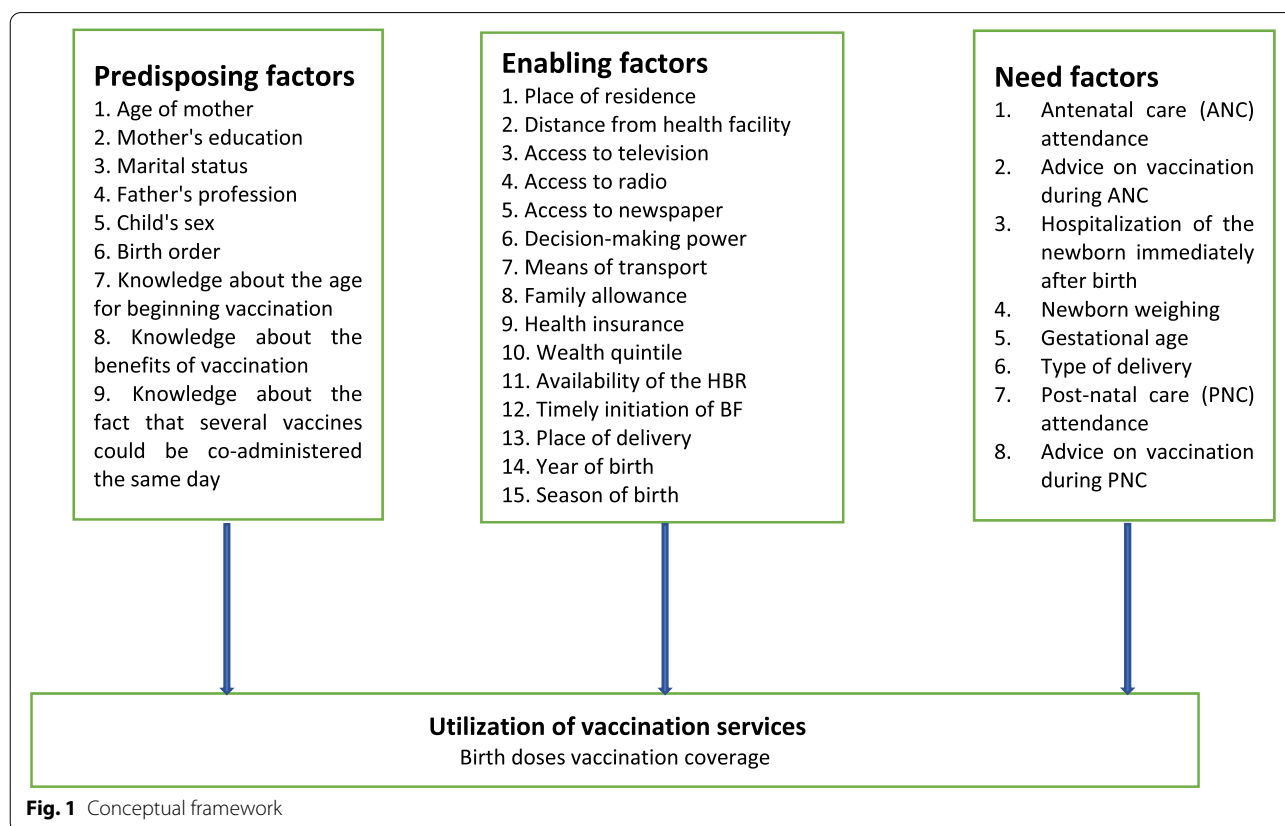 Predisposing factors
1. Age of mother
2. Mother's education
3. Marital status
4. Father's profession
5. Child's sex
6. Birth order
7. Knowledge about the age
for beginning vaccination
8. Knowledge about the
benefits of vaccination
9. Knowledge about the
fact that several vaccines
could be co-administered
the same day
Enabling factors
1. Place of residence
2. Distance from health facility
3. Access to television
4. Access to radio
5. Access to newspaper
6. Decision-making power
7. Means of transport
8. Family allowance
9. Health insurance
10. Wealth quintile
11. Availability of the HBR
12. Timely initiation of BF
13. Place of delivery
14. Year of birth
15. Season of birth
Need factors
1. Antenatal care (ANC)
attendance
2. Advice on vaccination
during ANC
3. Hospitalization of the
newborn immediately
after birth
4. Newborn weighing
5. Gestational age
6. Type of delivery
7. Post-natal care (PNC)
attendance
8. Advice on vaccination
during PNC
Utilization of vaccination services
Birth doses vaccination coverage
Fig. 1 Conceptual framework